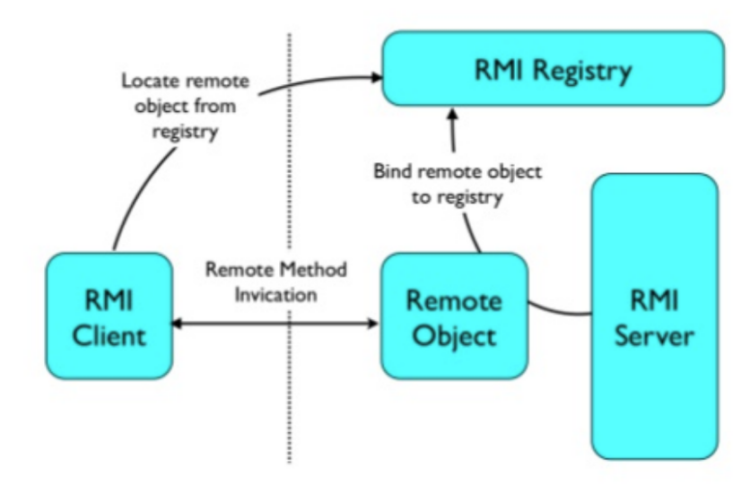 Locate remote
object from
registry
RMI Registry
Bind remote object
to registry
Remote Method
Invication
RMI
Client
Remote
Object
RMI
Server